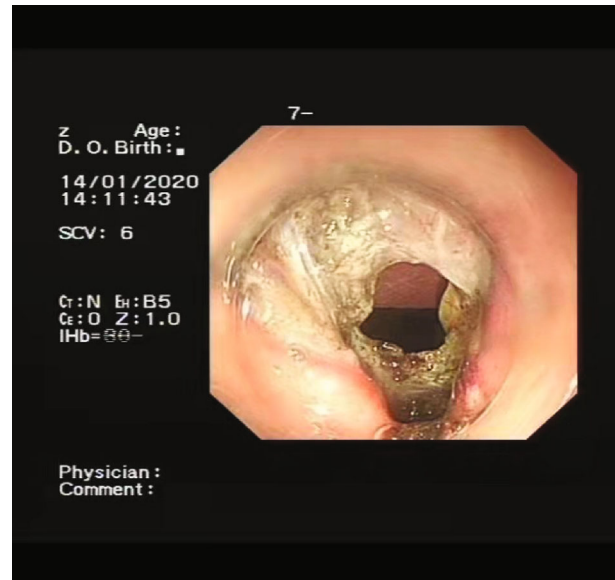 7-
z Age:
D.O.Birth:
14/01/2020
14:11:43
SCV: 6
CT:N EH:B5
CE:0 Z:1.0
IHb=
Physician:
Comment: